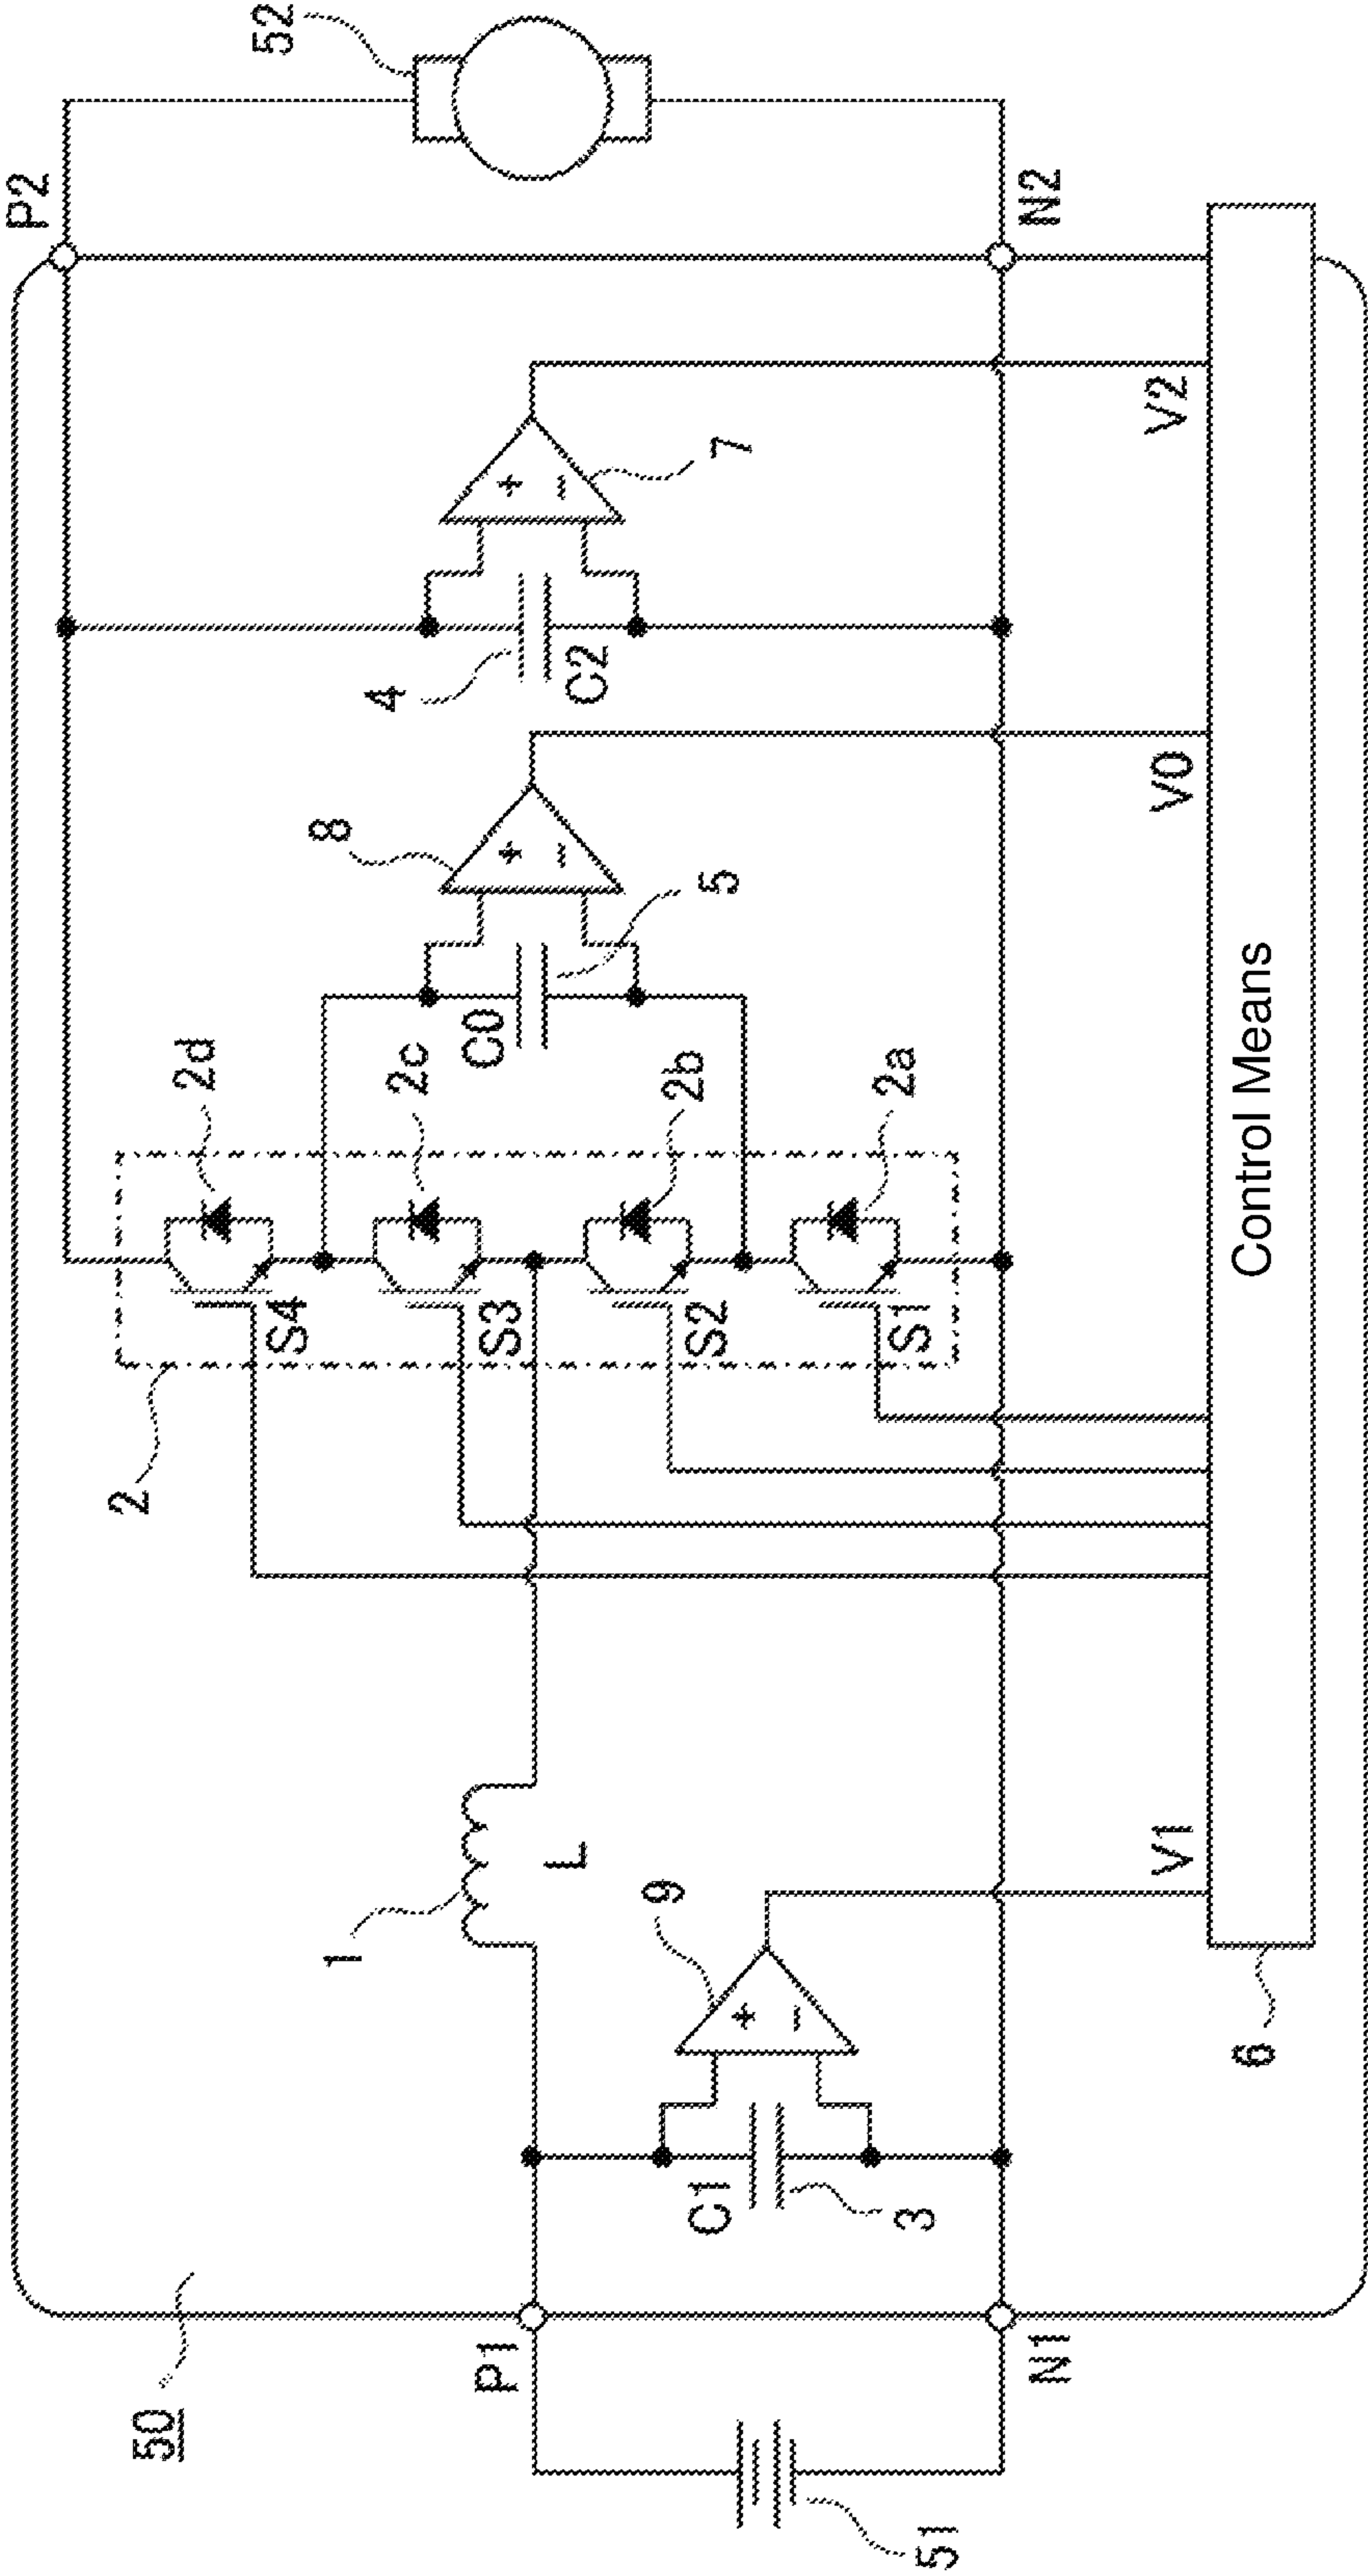 50
P1
N1
51
1
L
9
+
−
C1
3
V1
6
2
S4
S3
S2
S1
2d
2c
2b
2a
C0
5
8
+
−
V0
4
C2
7
+
−
V2
P2
N2
52
Control Means